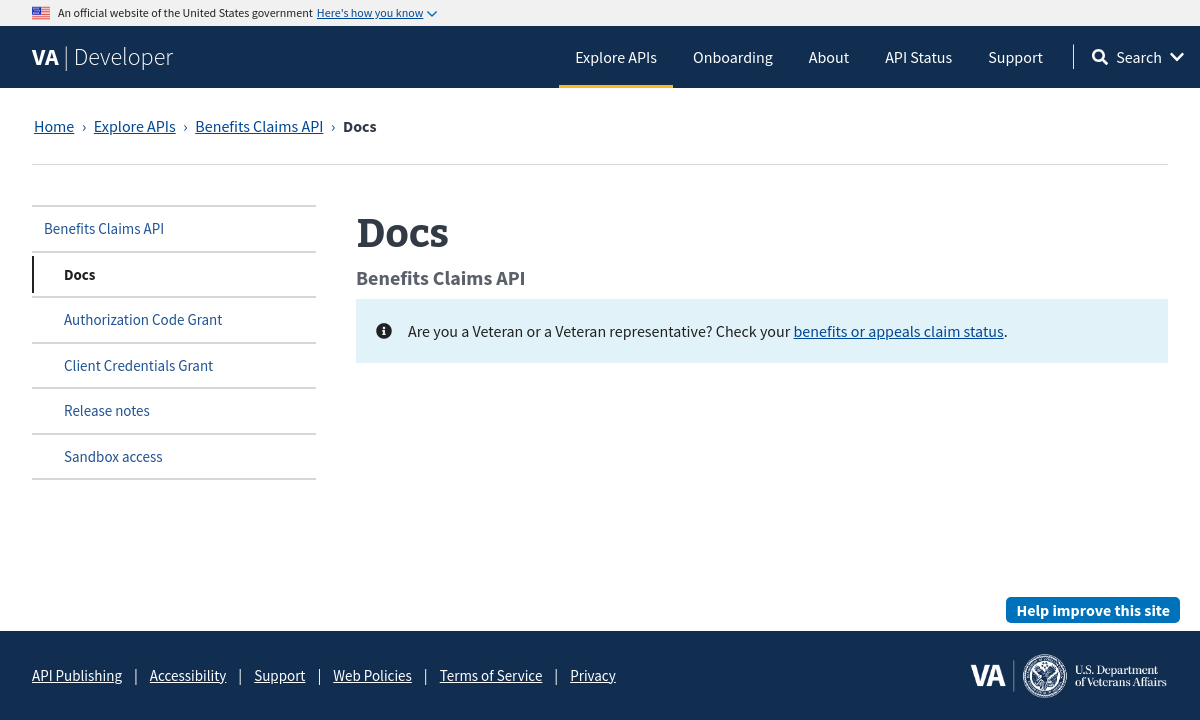 An official website of the United States government Here's how you know
VA | Developer
Explore APIs Onboarding About API Status Support Search
Home › Explore APIs › Benefits Claims API › Docs
Benefits Claims API
Docs
Authorization Code Grant
Client Credentials Grant
Release notes
Sandbox access
Docs
Benefits Claims API
Are you a Veteran or a Veteran representative? Check your benefits or appeals claim status.
Help improve this site
API Publishing | Accessibility | Support | Web Policies | Terms of Service | Privacy
VA | U.S. Department
of Veterans Affairs